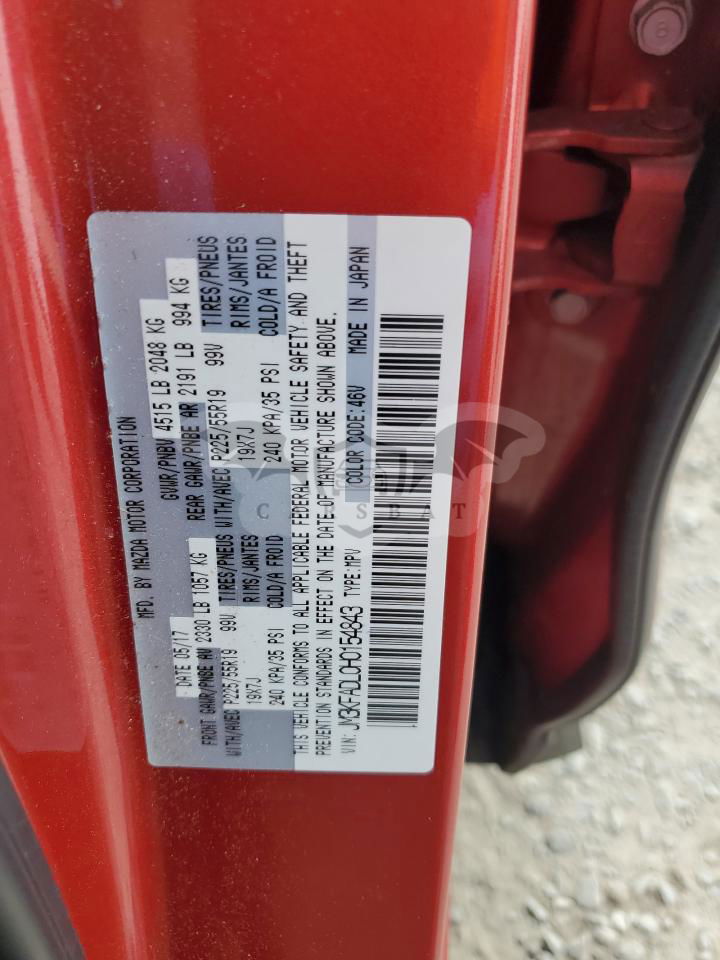 MFD. BY MAZDA MOTOR CORPORATION
DATE 05/17 GVWR/PNBV 4515 LB 2048 KG
FRONT GAWR/PNBE AV 2330 LB 1057 KG REAR GAWR/PNBE AR 2191 LB 994 KG
WITH/AVEC P225/55R19 99V TIRES/PNEUS WITH/AVEC P225/55R19 99V TIRES/PNEUS
19X7J RIMS/JANTES 19X7J RIMS/JANTES
240 KPA/35 PSI COLD/A FROID 240 KPA/35 PSI COLD/A FROID
THIS VEHICLE CONFORMS TO ALL APPLICABLE FEDERAL MOTOR VEHICLE SAFETY AND THEFT
PREVENTION STANDARDS IN EFFECT ON THE DATE OF MANUFACTURE SHOWN ABOVE.
VIN: JM3KFADL0H0154843 TYPE:MPV COLOR CODE:46V MADE IN JAPAN
CARSBAT
8